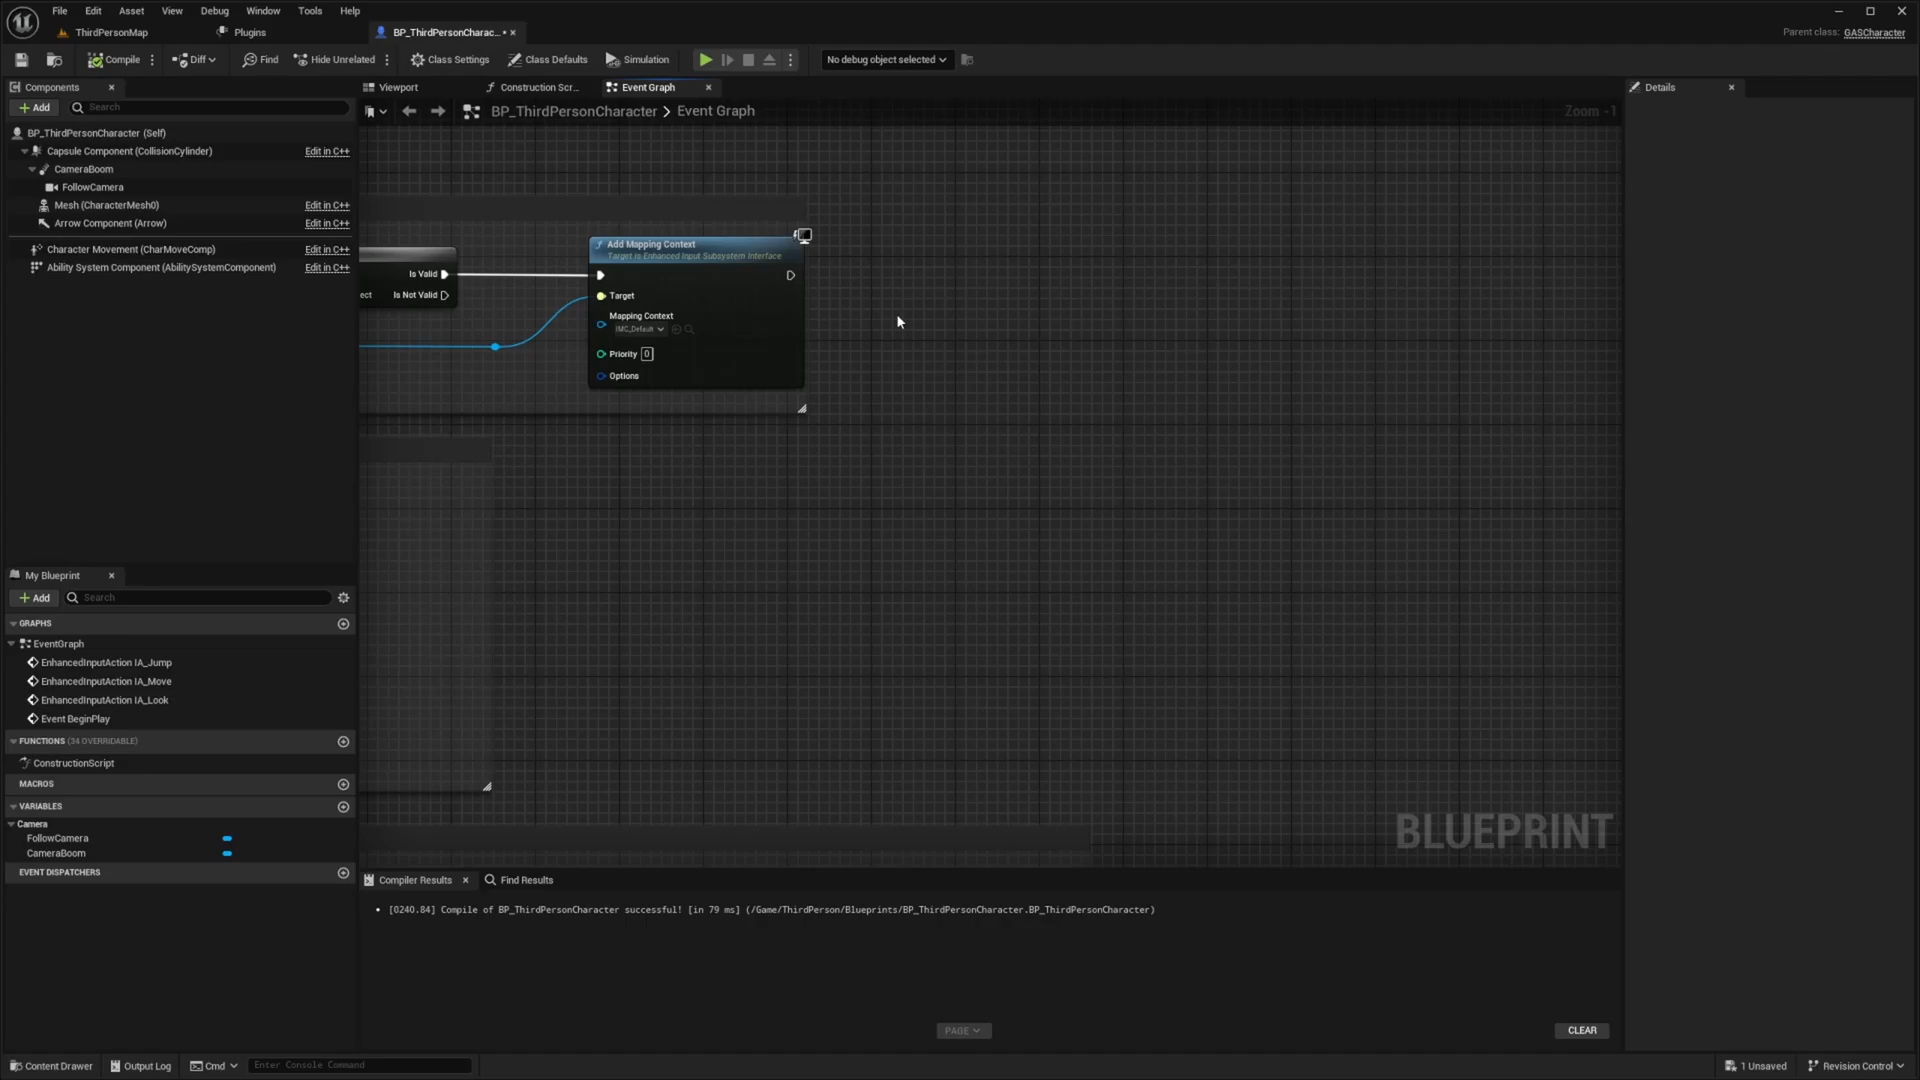 File Edit Asset View Debug Window Tools Help
ThirdPersonMap Plugins BP_ThirdPersonCharac... •
Parent class: GASCharacter
Compile Diff Find Hide Unrelated Class Settings Class Defaults Simulation No debug object selected
Components
Viewport Construction Scr... Event Graph
Details
Add Search
BP_ThirdPersonCharacter > Event Graph
Zoom -1
BP_ThirdPersonCharacter (Self)
Capsule Component (CollisionCylinder) Edit in C++
CameraBoom
FollowCamera
Mesh (CharacterMesh0) Edit in C++
Arrow Component (Arrow) Edit in C++
Character Movement (CharMoveComp) Edit in C++
Ability System Component (AbilitySystemComponent) Edit in C++
Is Valid
ect Is Not Valid
Add Mapping Context
Target is Enhanced Input Subsystem Interface
Target
Mapping Context
IMC_Default
Priority 0
Options
My Blueprint
Add Search
GRAPHS
EventGraph
EnhancedInputAction IA_Jump
EnhancedInputAction IA_Move
EnhancedInputAction IA_Look
Event BeginPlay
FUNCTIONS (34 OVERRIDABLE)
ConstructionScript
MACROS
VARIABLES
Camera
FollowCamera
CameraBoom
EVENT DISPATCHERS
BLUEPRINT
Compiler Results Find Results
• [0240.84] Compile of BP_ThirdPersonCharacter successful! [in 79 ms] (/Game/ThirdPerson/Blueprints/BP_ThirdPersonCharacter.BP_ThirdPersonCharacter)
PAGE
CLEAR
Content Drawer Output Log Cmd Enter Console Command
1 Unsaved Revision Control